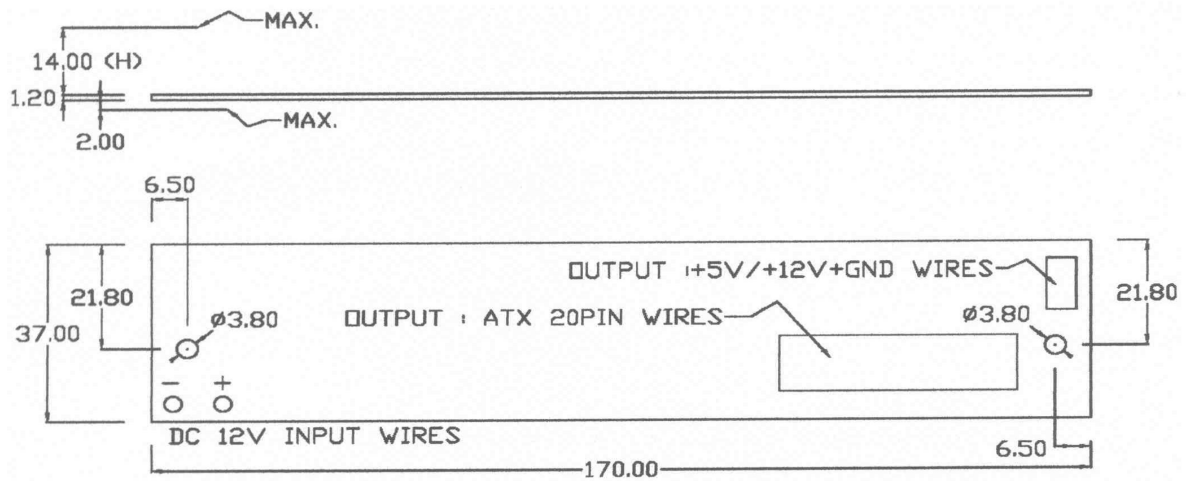 MAX.
14.00 (H)
1.20
MAX.
2.00
6.50
OUTPUT :+5V/+12V+GND WIRES
21.80
21.80
Ø3.80
OUTPUT : ATX 20PIN WIRES
Ø3.80
37.00
- +
DC 12V INPUT WIRES
6.50
170.00